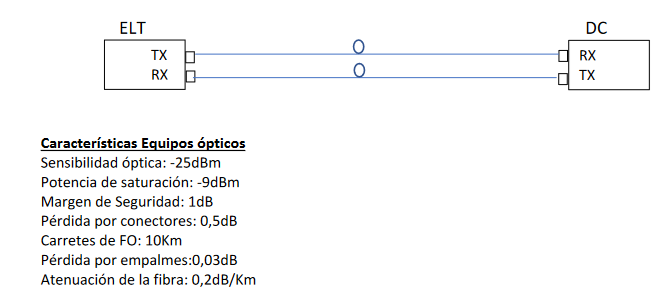 ELT
DC
TX
RX
RX
TX
Características Equipos ópticos
Sensibilidad óptica: -25dBm
Potencia de saturación: -9dBm
Margen de Seguridad: 1dB
Pérdida por conectores: 0,5dB
Carretes de FO: 10Km
Pérdida por empalmes:0,03dB
Atenuación de la fibra: 0,2dB/Km